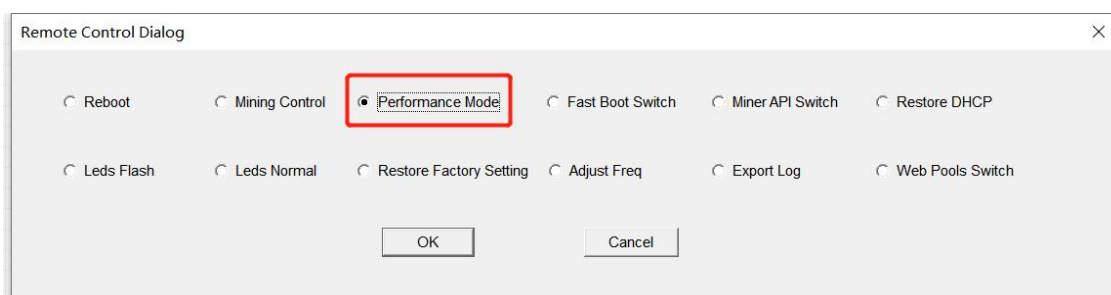 Remote Control Dialog
Reboot Mining Control Performance Mode Fast Boot Switch Miner API Switch Restore DHCP
Leds Flash Leds Normal Restore Factory Setting Adjust Freq Export Log Web Pools Switch
OK Cancel